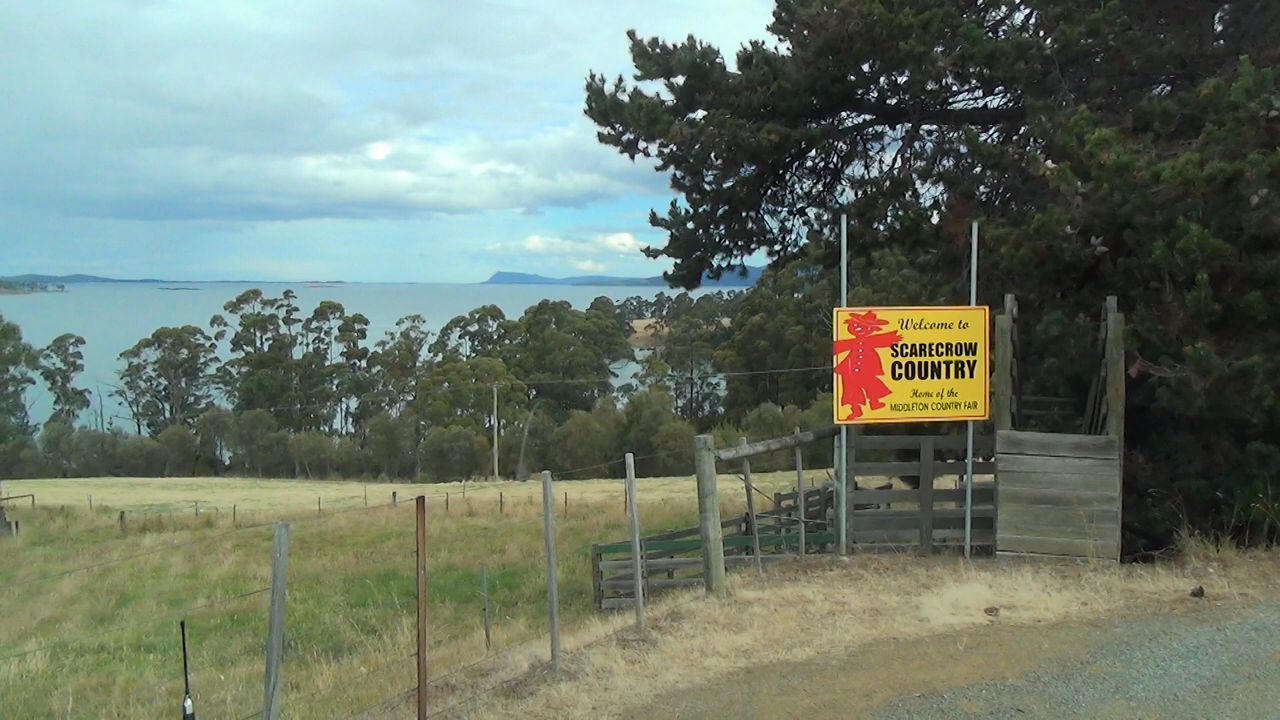 Welcome to
SCARECROW
COUNTRY
Home of the
MIDDLETON COUNTRY FAIR